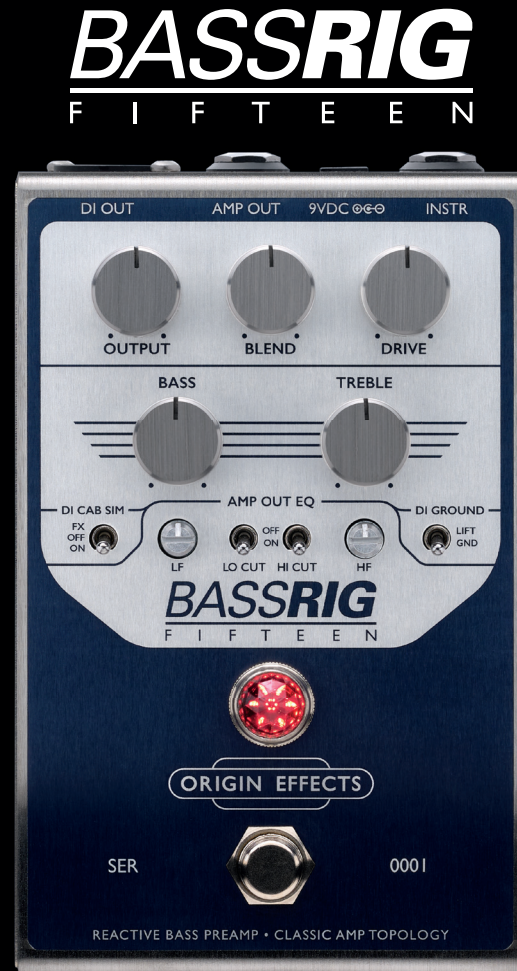 BASSRIG
FIFTEEN
DI OUT AMP OUT 9VDC INSTR
OUTPUT BLEND DRIVE
BASS TREBLE
DI CAB SIM AMP OUT EQ DI GROUND
FX
OFF
ON
OFF
ON
LIFT
GND
LF LO CUT HI CUT HF
BASSRIG
FIFTEEN
ORIGIN EFFECTS
SER 0001
REACTIVE BASS PREAMP • CLASSIC AMP TOPOLOGY